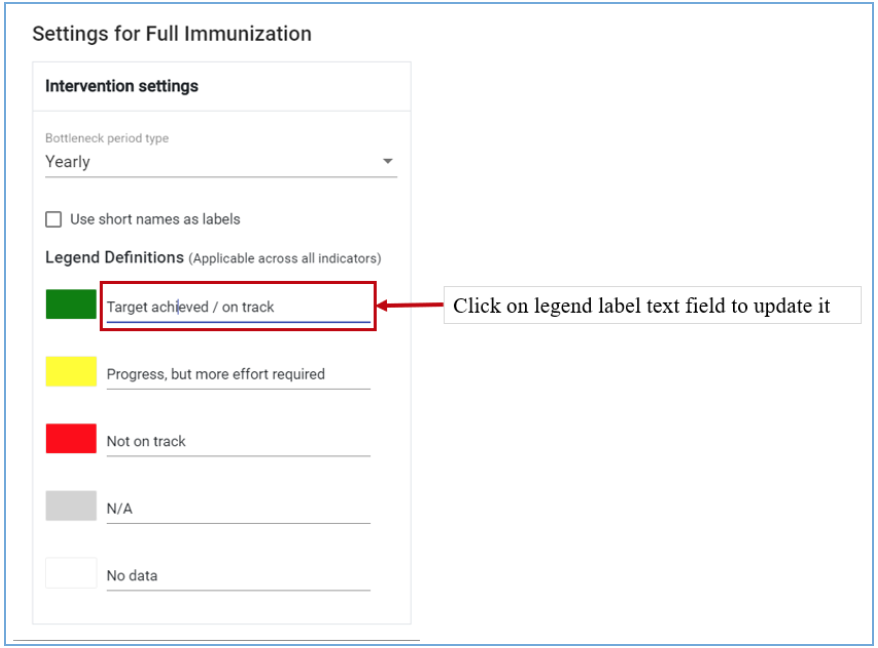 Settings for Full Immunization
Intervention settings
Bottleneck period type
Yearly
Use short names as labels
Legend Definitions (Applicable across all indicators)
Target achieved / on track
Click on legend label text field to update it
Progress, but more effort required
Not on track
N/A
No data